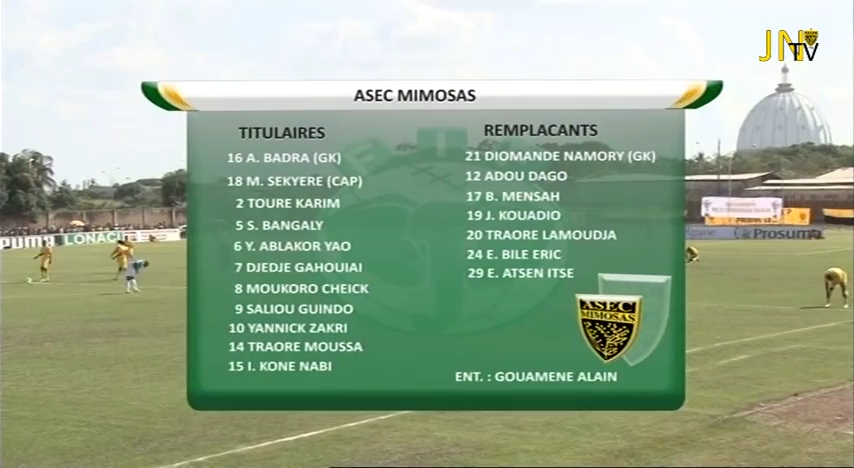 JN
TV
ASEC MIMOSAS
TITULAIRES
16 A. BADRA (GK)
18 M. SEKYERE (CAP)
2 TOURE KARIM
5 S. BANGALY
6 Y. ABLAKOR YAO
7 DJEDJE GAHOUIAI
8 MOUKORO CHEICK
9 SALIOU GUINDO
10 YANNICK ZAKRI
14 TRAORE MOUSSA
15 I. KONE NABI
REMPLACANTS
21 DIOMANDE NAMORY (GK)
12 ADOU DAGO
17 B. MENSAH
19 J. KOUADIO
20 TRAORE LAMOUDJA
24 E. BILE ERIC
29 E. ATSEN ITSE
ASEC
MIMOSAS
ENT. : GOUAMENE ALAIN
PUMA
LONACI
Prosuma